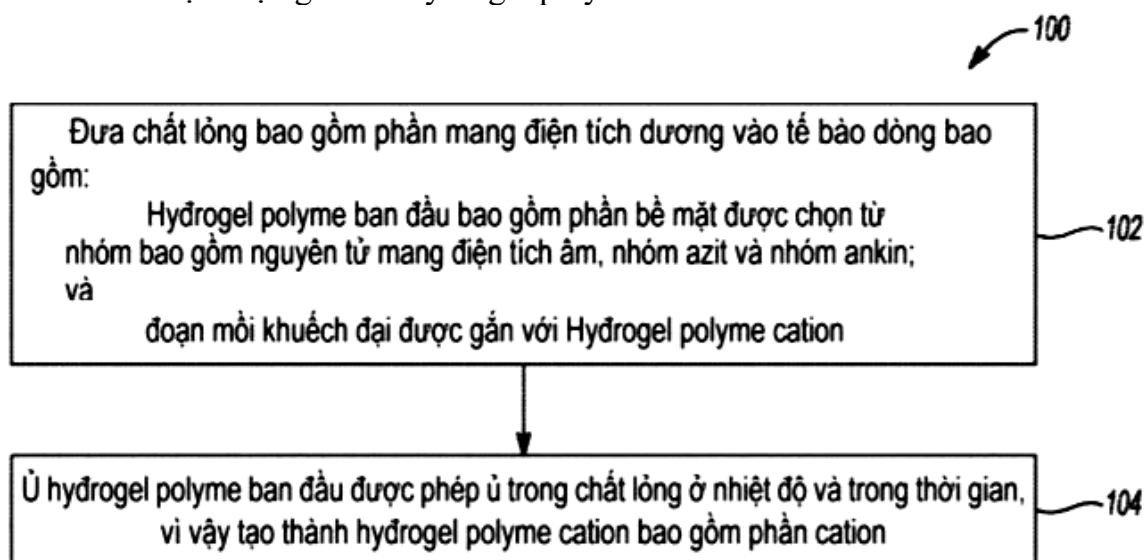 100
Đưa chất lỏng bao gồm phần mang điện tích dương vào tế bào dòng bao
gồm:
Hyđrogel polyme ban đầu bao gồm phần bề mặt được chọn từ
nhóm bao gồm nguyên tử mang điện tích âm, nhóm azit và nhóm ankin;
và
đoạn mồi khuếch đại được gắn với Hyđrogel polyme cation
102
Ủ hyđrogel polyme ban đầu được phép ủ trong chất lỏng ở nhiệt độ và trong thời gian,
vì vậy tạo thành hyđrogel polyme cation bao gồm phần cation
104